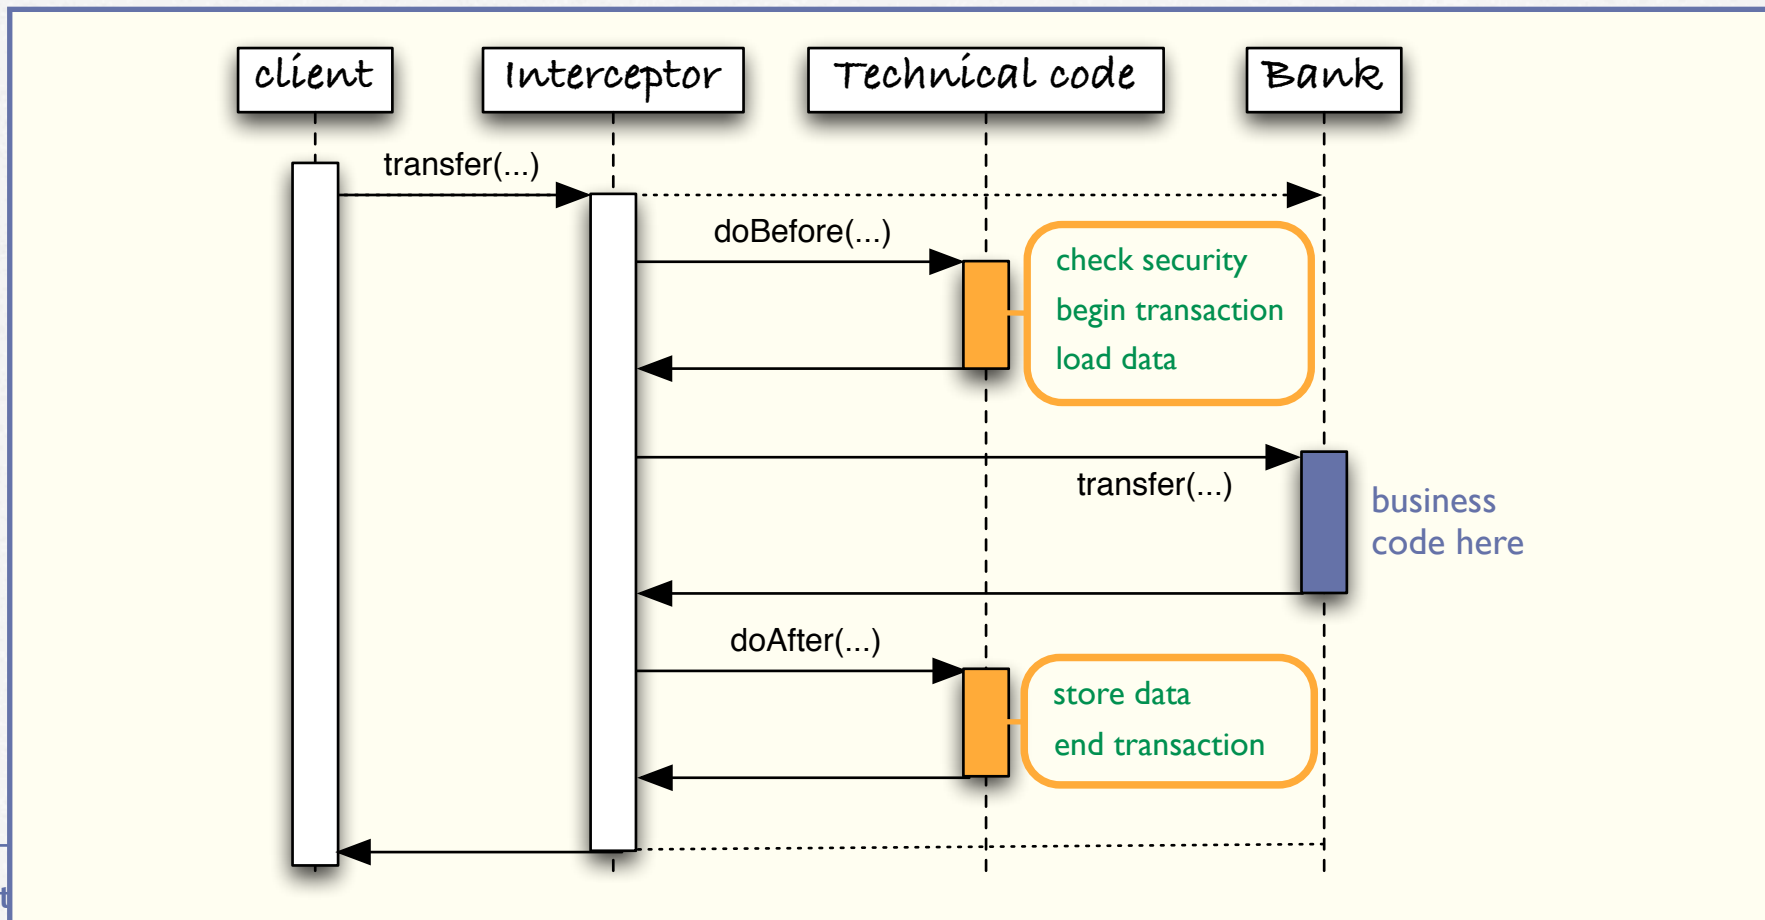 client
Interceptor
Technical code
Bank
transfer(...)
doBefore(...)
check security
begin transaction
load data
transfer(...)
business
code here
doAfter(...)
store data
end transaction
t